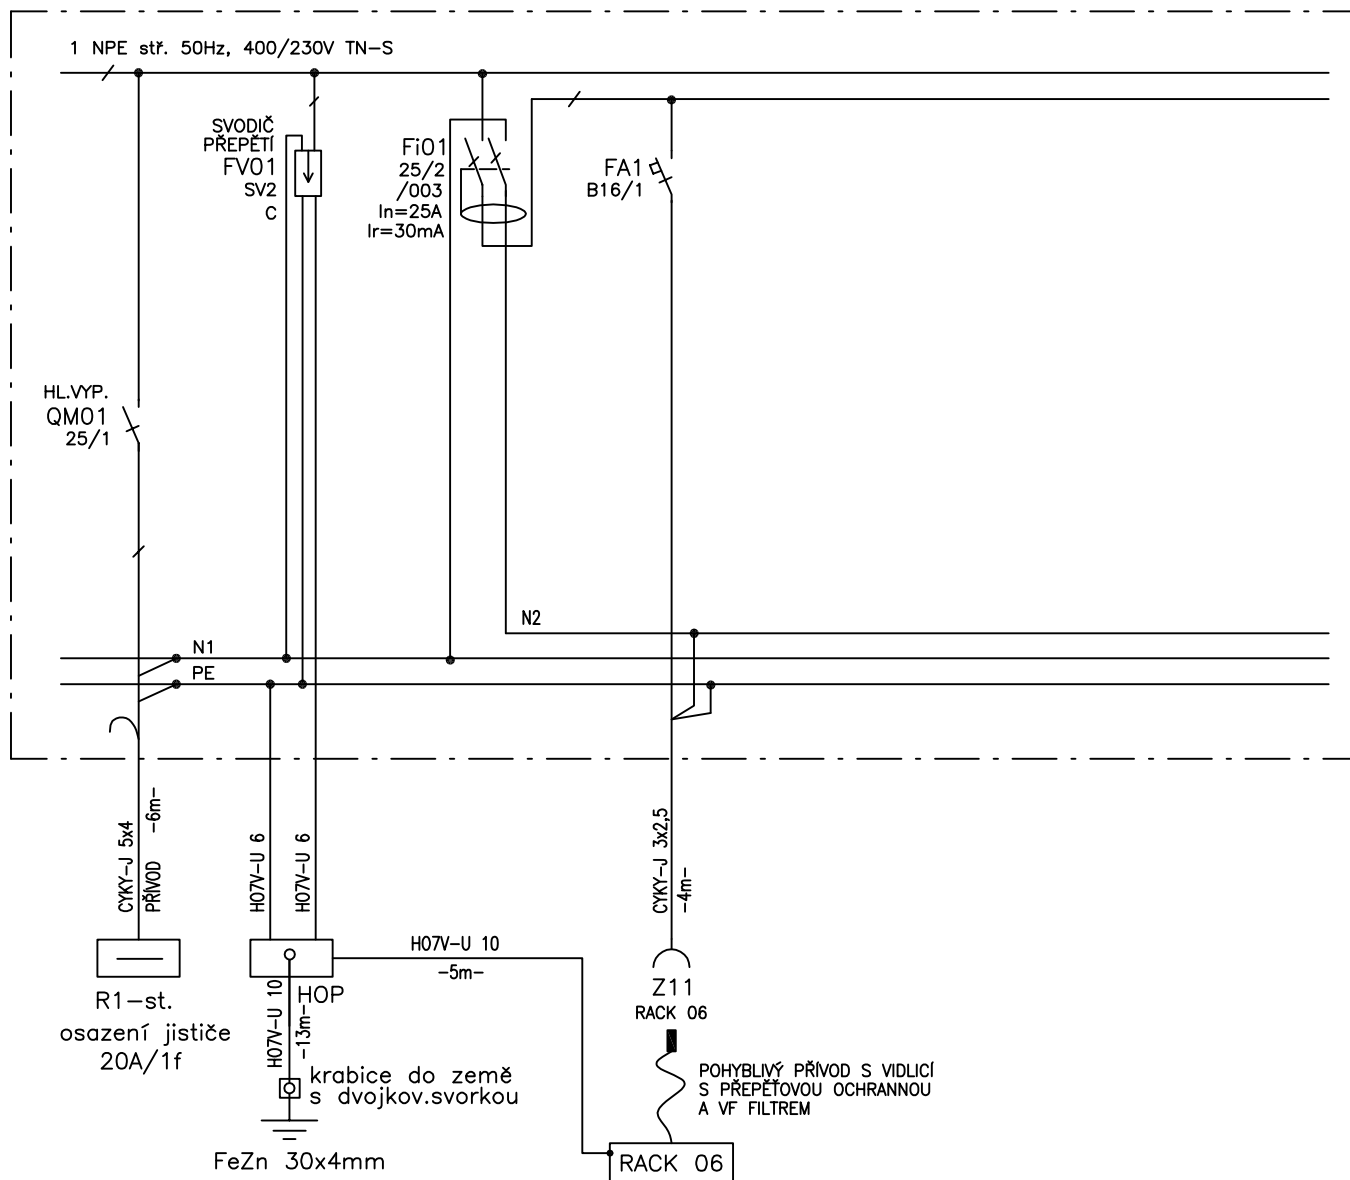 1 NPE stř. 50Hz, 400/230V TN-S
SVODIČ
PŘEPĚTÍ
FV01
SV2
C
Fi01
25/2
/003
In=25A
Ir=30mA
FA1
B16/1
HL.VYP.
QM01
25/1
N2
N1
PE
CYKY-J 5x4
PŘÍVOD -6m-
H07V-U 6
H07V-U 6
CYKY-J 3x2,5
-4m-
H07V-U 10
-5m-
R1-st.
osazení jističe
20A/1f
HOP
H07V-U 10
-13m-
krabice do země
s dvojkov.svorkou
FeZn 30x4mm
Z11
RACK 06
POHYBLIVÝ PŘÍVOD S VIDLICÍ
S PŘEPĚŤOVOU OCHRANNOU
A VF FILTREM
RACK 06